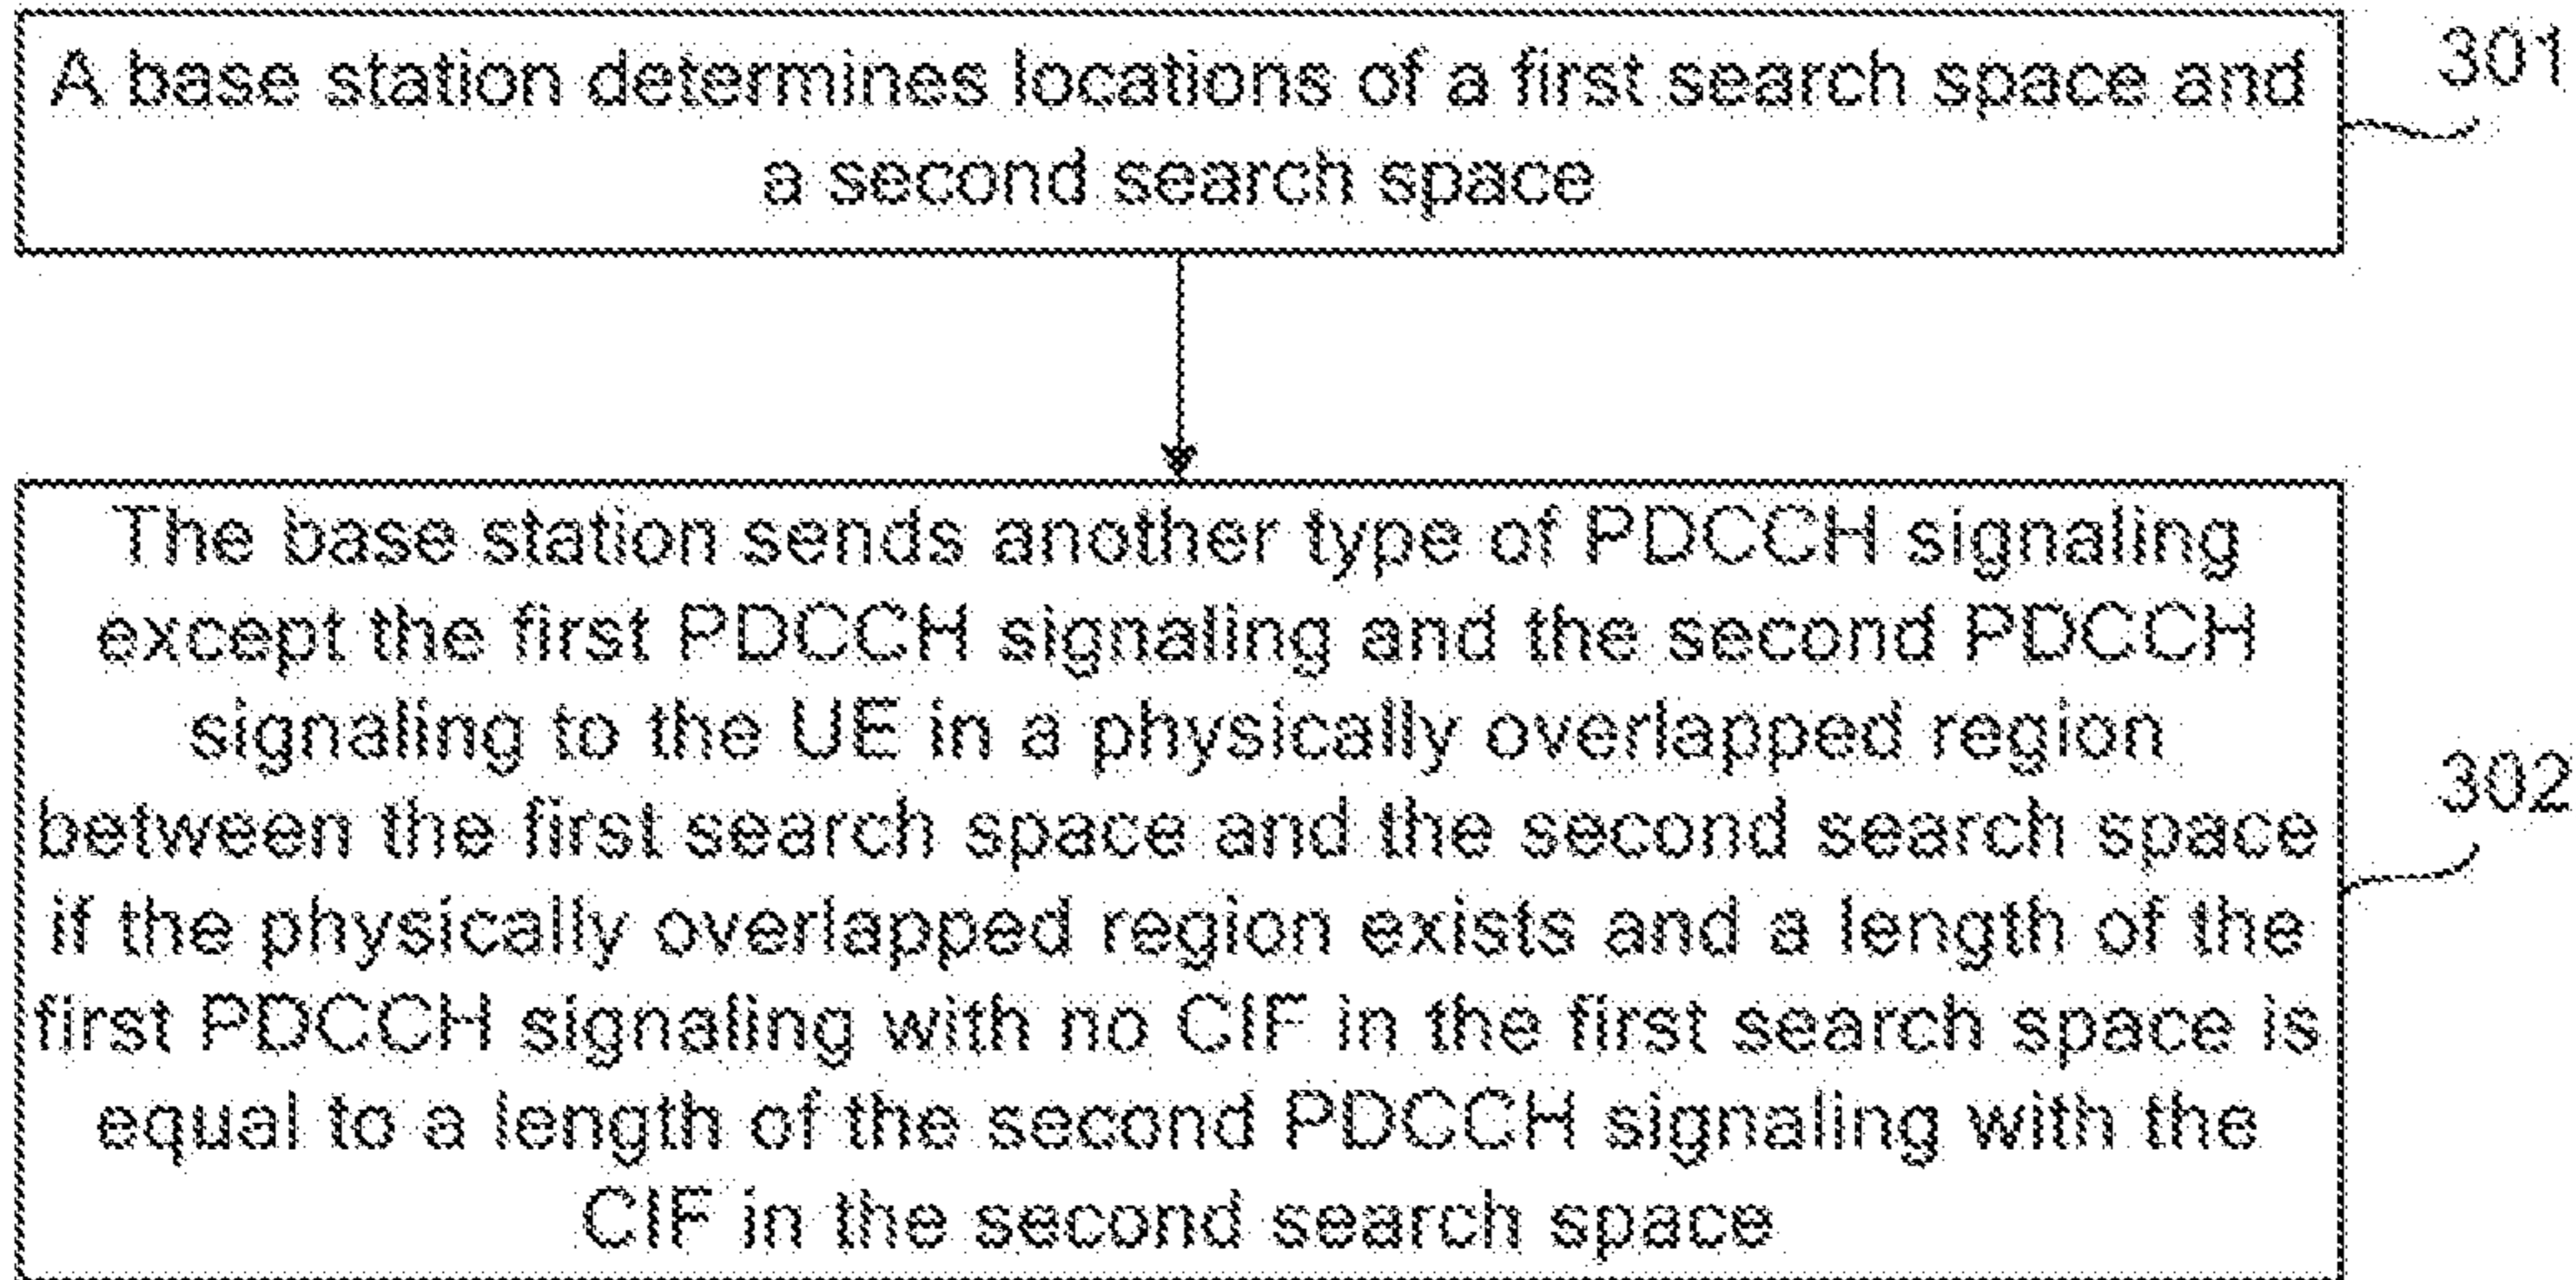 A base station determines locations of a first search space and
a second search space
301
The base station sends another type of PDCCH signaling
except the first PDCCH signaling and the second PDCCH
signaling to the UE in a physically overlapped region
between the first search space and the second search space
if the physically overlapped region exists and a length of the
first PDCCH signaling with no CIF in the first search space is
equal to a length of the second PDCCH signaling with the
CIF in the second search space
302